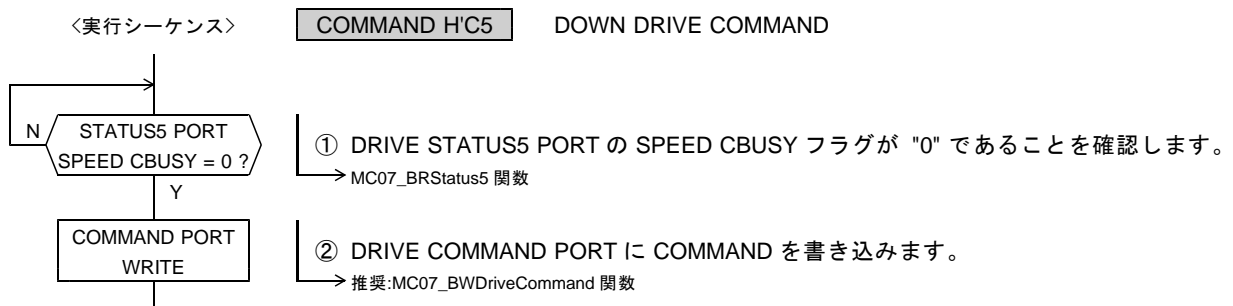 〈実行シーケンス〉 COMMAND H'C5 DOWN DRIVE COMMAND
N
STATUS5 PORT
SPEED CBUSY = 0 ?
① DRIVE STATUS5 PORT の SPEED CBUSY フラグが "0" であることを確認します。
MC07_BRStatus5 関数
Y
COMMAND PORT
WRITE
② DRIVE COMMAND PORT に COMMAND を書き込みます。
推奨:MC07_BWDriveCommand 関数